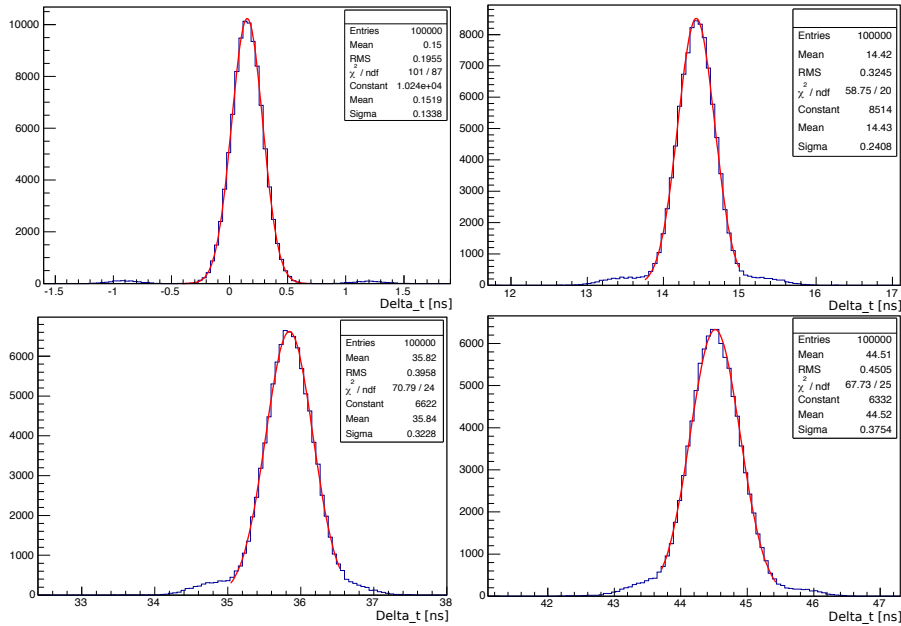 Entries 100000
Mean 0.15
RMS 0.1955
χ² / ndf 101 / 87
Constant 1.024e+04
Mean 0.1519
Sigma 0.1338
10000
8000
6000
4000
2000
0
-1.5 -1 -0.5 0 0.5 1 1.5
Delta_t [ns]
Entries 100000
Mean 14.42
RMS 0.3245
χ² / ndf 58.75 / 20
Constant 8514
Mean 14.43
Sigma 0.2408
8000
7000
6000
5000
4000
3000
2000
1000
0
12 13 14 15 16 17
Delta_t [ns]
Entries 100000
Mean 35.82
RMS 0.3958
χ² / ndf 70.79 / 24
Constant 6622
Mean 35.84
Sigma 0.3228
6000
5000
4000
3000
2000
1000
0
33 34 35 36 37 38
Delta_t [ns]
Entries 100000
Mean 44.51
RMS 0.4505
χ² / ndf 67.73 / 25
Constant 6332
Mean 44.52
Sigma 0.3754
6000
5000
4000
3000
2000
1000
0
42 43 44 45 46 47
Delta_t [ns]